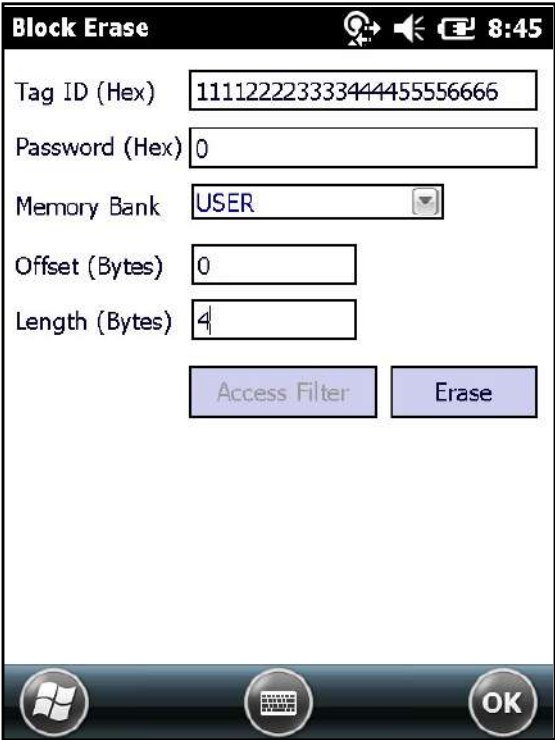 Block Erase 8:45
Tag ID (Hex) 111122223333444455556666
Password (Hex) 0
Memory Bank USER
Offset (Bytes) 0
Length (Bytes) 4
Access Filter Erase
OK